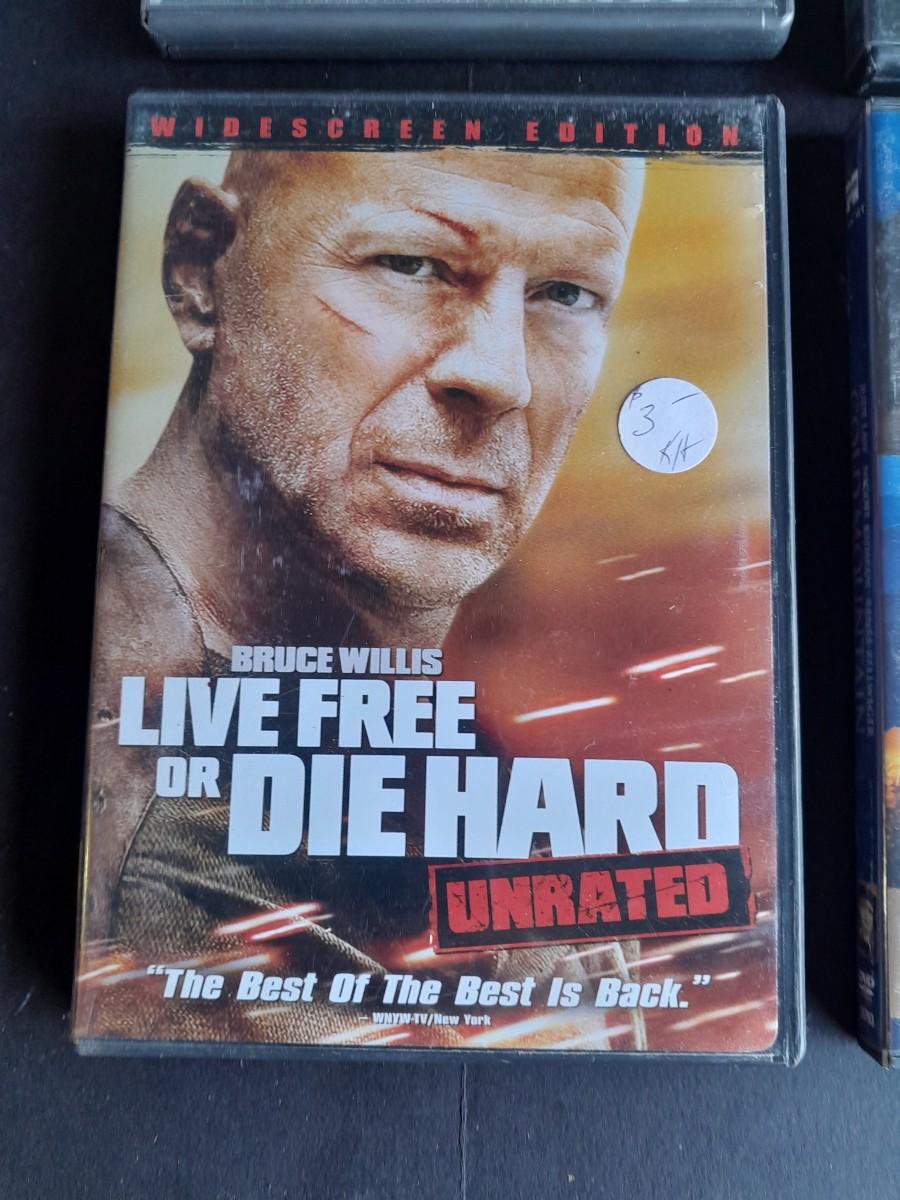 WIDESCREEN EDITION
P 3 –
K/H
BRUCE WILLIS
LIVE FREE
OR DIE HARD
UNRATED
“The Best Of The Best Is Back.”
– WNYW-TV/New York